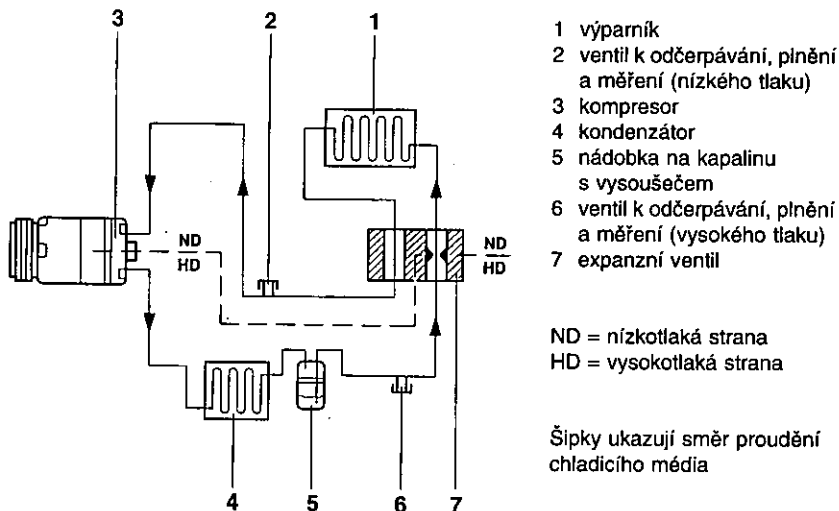 3 2 1
ND
HD
ND
HD
4 5 6 7
1 výparník
2 ventil k odčerpávání, plnění
a měření (nízkého tlaku)
3 kompresor
4 kondenzátor
5 nádobka na kapalinu
s vysoušečem
6 ventil k odčerpávání, plnění
a měření (vysokého tlaku)
7 expanzní ventil
ND = nízkotlaká strana
HD = vysokotlaká strana
Šipky ukazují směr proudění
chladicího média